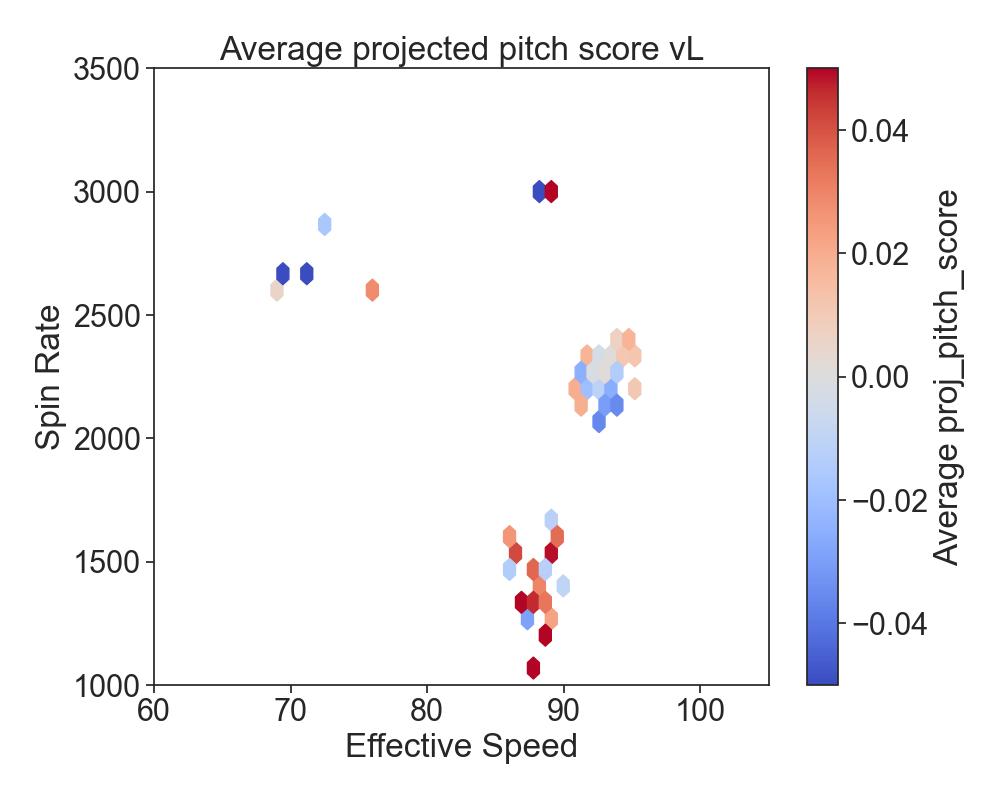 Average projected pitch score vL
3500
3000
2500
2000
1500
1000
Spin Rate
60 70 80 90 100
Effective Speed
0.04
0.02
0.00
−0.02
−0.04
Average proj_pitch_score